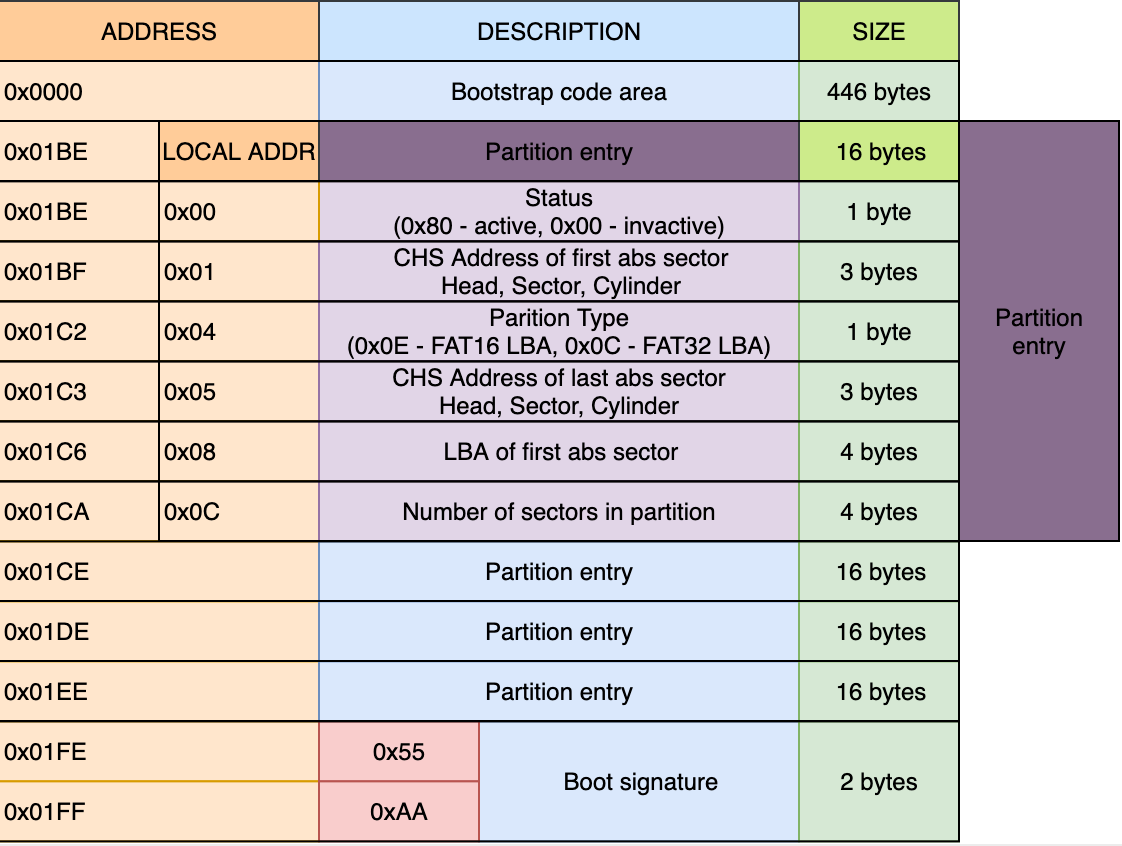 ADDRESS DESCRIPTION SIZE
0x0000 Bootstrap code area 446 bytes
0x01BE LOCAL ADDR Partition entry 16 bytes
0x01BE 0x00 Status
(0x80 - active, 0x00 - invactive) 1 byte
0x01BF 0x01 CHS Address of first abs sector
Head, Sector, Cylinder 3 bytes
0x01C2 0x04 Parition Type
(0x0E - FAT16 LBA, 0x0C - FAT32 LBA) 1 byte
0x01C3 0x05 CHS Address of last abs sector
Head, Sector, Cylinder 3 bytes
0x01C6 0x08 LBA of first abs sector 4 bytes
0x01CA 0x0C Number of sectors in partition 4 bytes
Partition
entry
0x01CE Partition entry 16 bytes
0x01DE Partition entry 16 bytes
0x01EE Partition entry 16 bytes
0x01FE 0x55
Boot signature 2 bytes
0x01FF 0xAA